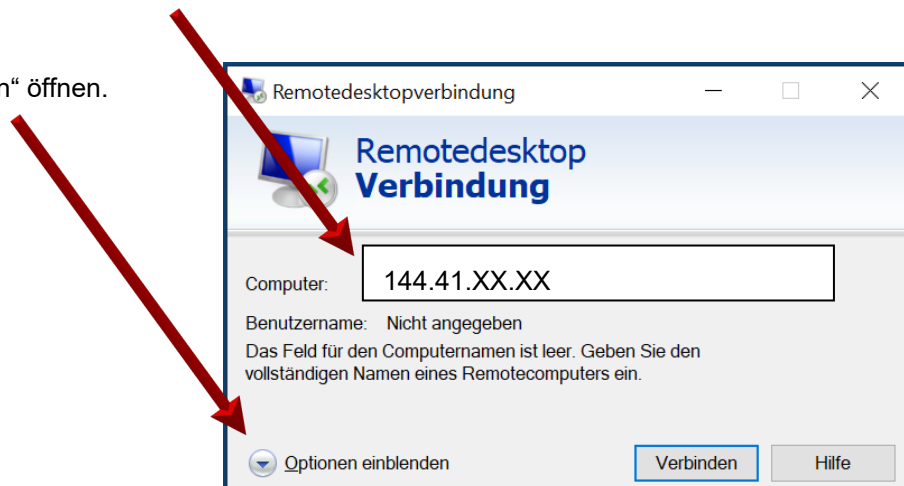 n“ öffnen.
Remotedesktopverbindung
Remotedesktop
Verbindung
Computer: 144.41.XX.XX
Benutzername: Nicht angegeben
Das Feld für den Computernamen ist leer. Geben Sie den
vollständigen Namen eines Remotecomputers ein.
Optionen einblenden Verbinden Hilfe